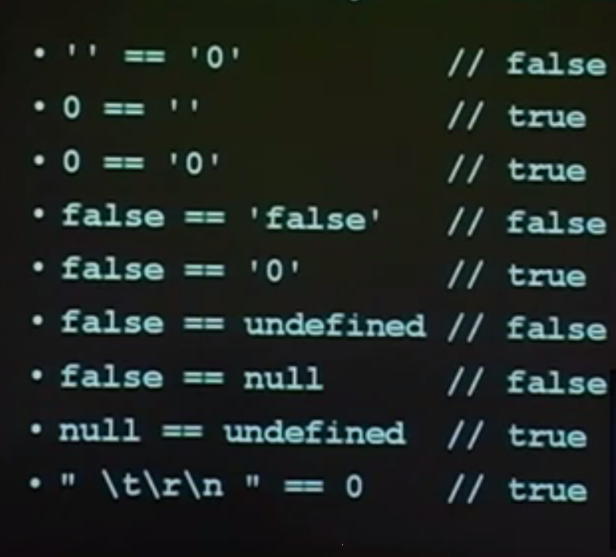 • '' == '0' // false
• 0 == '' // true
• 0 == '0' // true
• false == 'false' // false
• false == '0' // true
• false == undefined // false
• false == null // false
• null == undefined // true
• " \t\r\n " == 0 // true